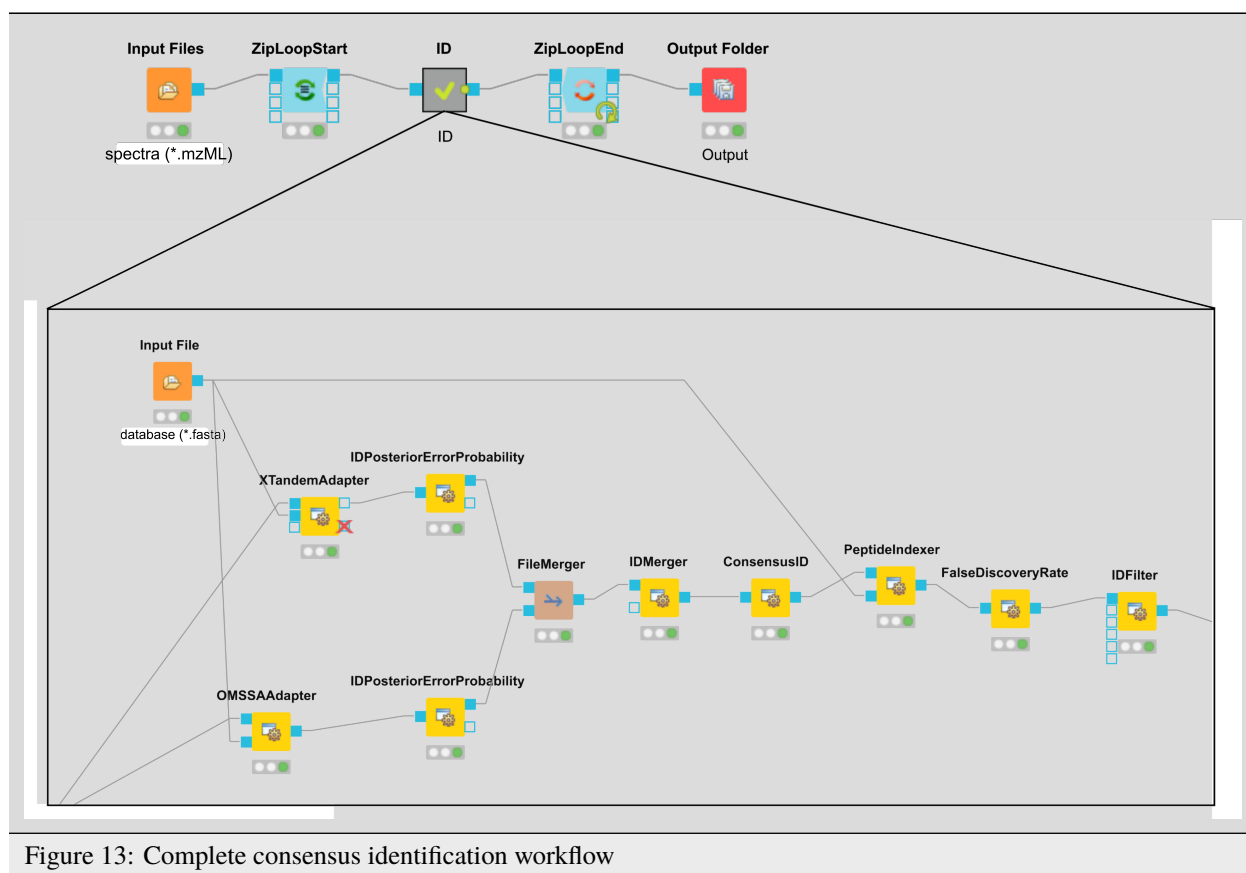 Input Files
ZipLoopStart
ID
ZipLoopEnd
Output Folder
ID
spectra (*.mzML)
Output
Input File
database (*.fasta)
IDPosteriorErrorProbability
XTandemAdapter
PeptideIndexer
FileMerger
IDMerger
ConsensusID
FalseDiscoveryRate
IDFilter
IDPosteriorErrorProbability
OMSSAAdapter
Figure 13: Complete consensus identification workflow